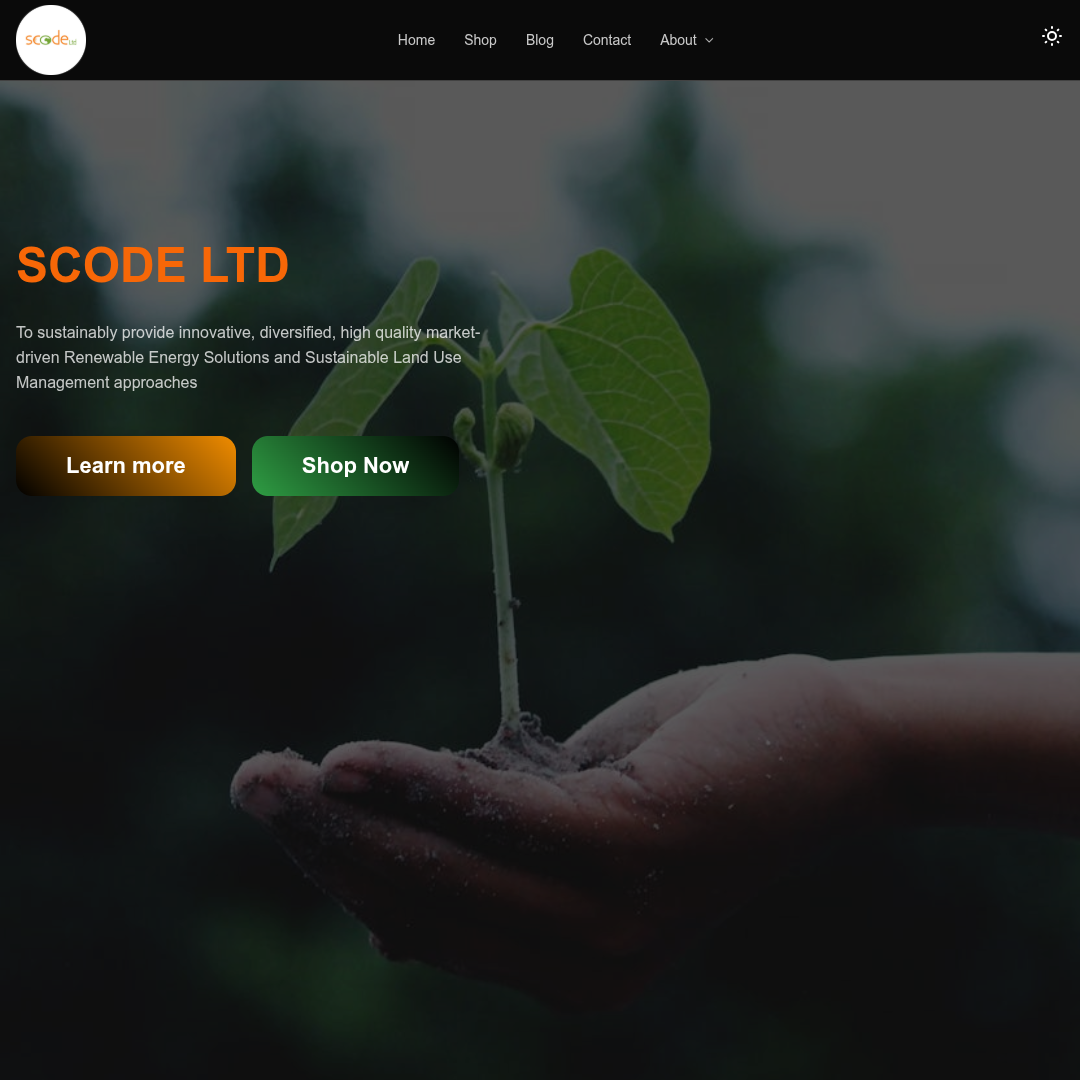 scode Ltd
Home
Shop
Blog
Contact
About
SCODE LTD
To sustainably provide innovative, diversified, high quality market-
driven Renewable Energy Solutions and Sustainable Land Use
Management approaches
Learn more
Shop Now